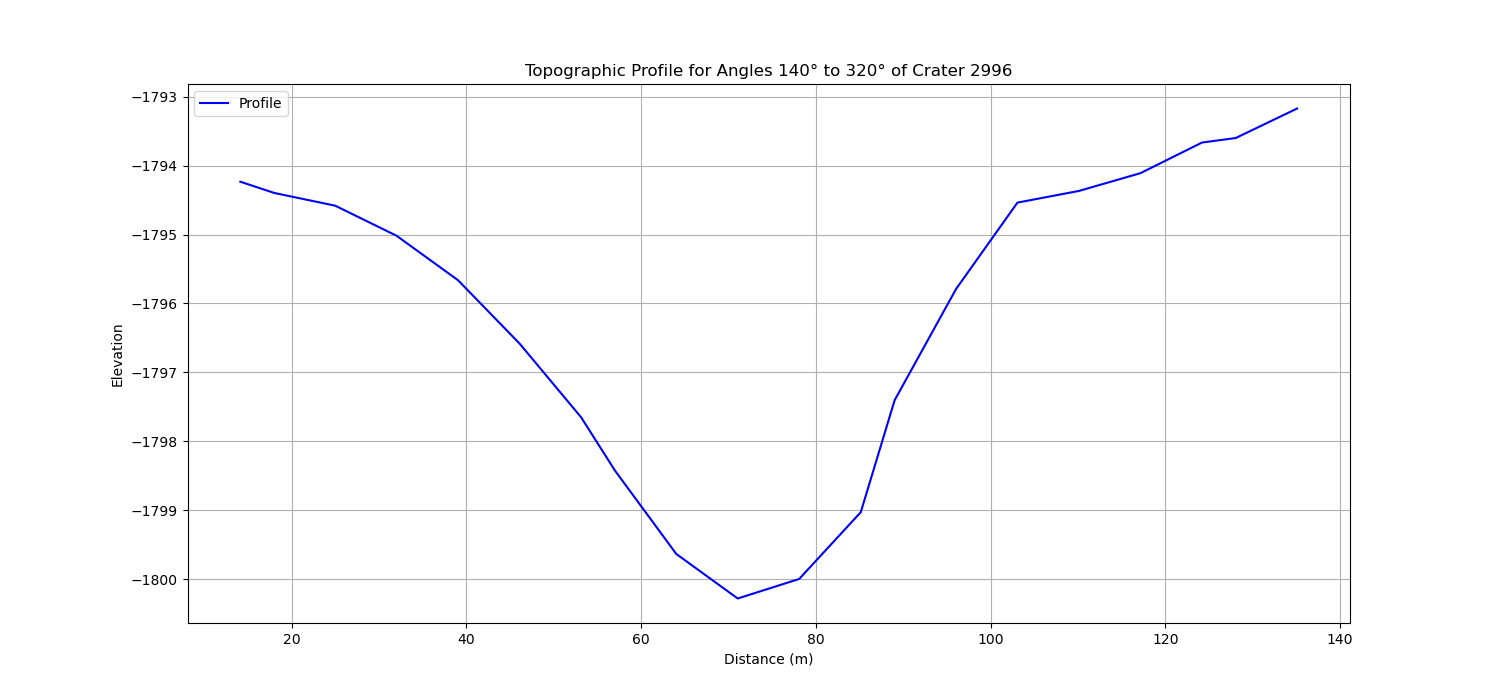 Topographic Profile for Angles 140° to 320° of Crater 2996
Profile
−1793
−1794
−1795
−1796
−1797
−1798
−1799
−1800
Elevation
20 40 60 80 100 120 140
Distance (m)